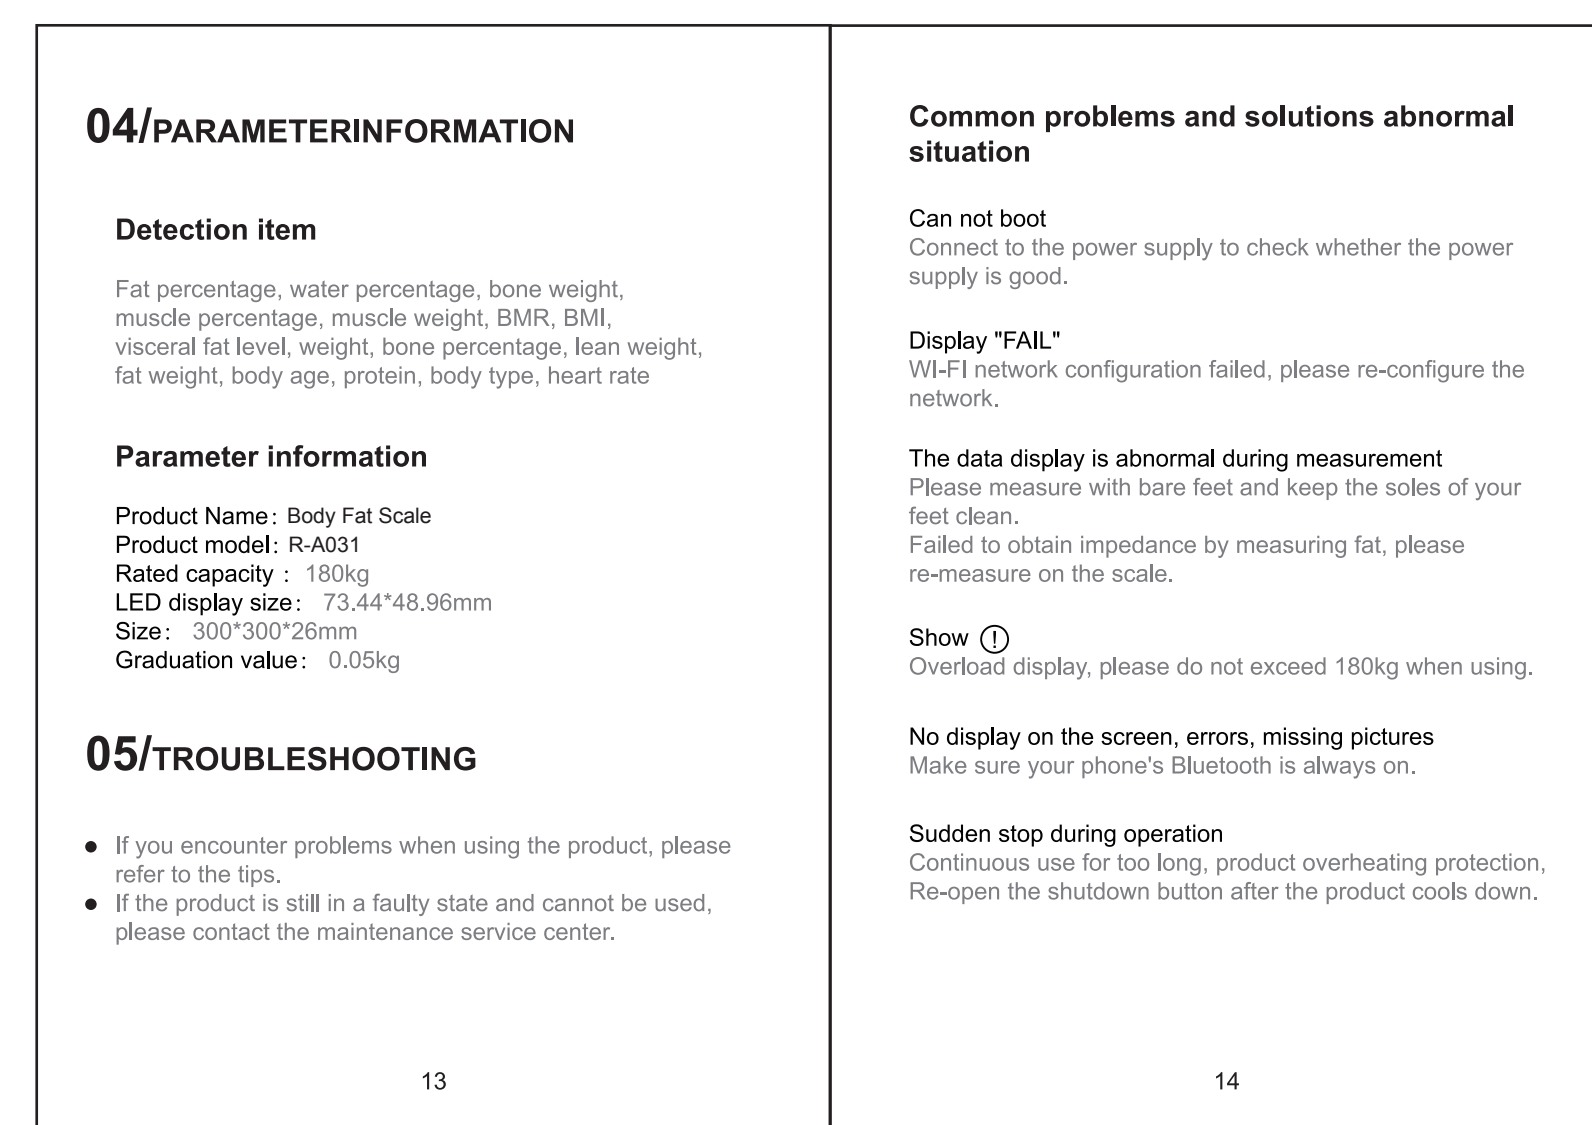 04/PARAMETERINFORMATION
Detection item
Fat percentage, water percentage, bone weight,
muscle percentage, muscle weight, BMR, BMI,
visceral fat level, weight, bone percentage, lean weight,
fat weight, body age, protein, body type, heart rate
Parameter information
Product Name: Body Fat Scale
Product model: R-A031
Rated capacity : 180kg
LED display size: 73.44*48.96mm
Size: 300*300*26mm
Graduation value: 0.05kg
05/TROUBLESHOOTING
● If you encounter problems when using the product, please
refer to the tips.
● If the product is still in a faulty state and cannot be used,
please contact the maintenance service center.
13
Common problems and solutions abnormal
situation
Can not boot
Connect to the power supply to check whether the power
supply is good.
Display "FAIL"
WI-FI network configuration failed, please re-configure the
network.
The data display is abnormal during measurement
Please measure with bare feet and keep the soles of your
feet clean.
Failed to obtain impedance by measuring fat, please
re-measure on the scale.
Show (!)
Overload display, please do not exceed 180kg when using.
No display on the screen, errors, missing pictures
Make sure your phone's Bluetooth is always on.
Sudden stop during operation
Continuous use for too long, product overheating protection,
Re-open the shutdown button after the product cools down.
14